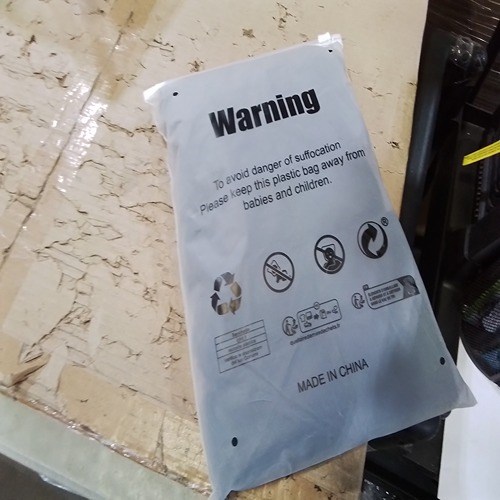 Warning
To avoid danger of suffocation
Please keep this plastic bag away from
babies and children.
®
MADE IN CHINA